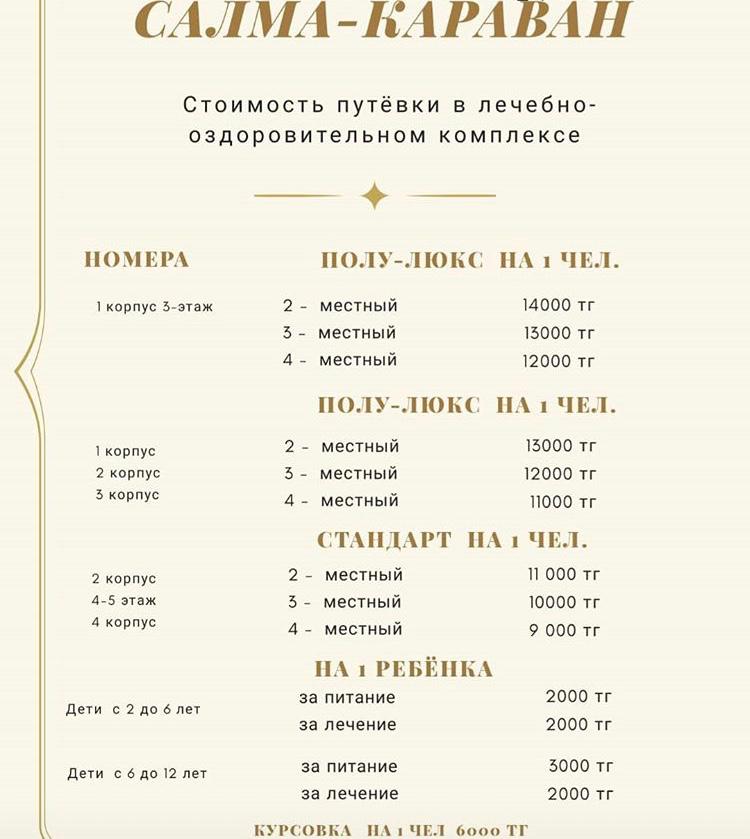 САЛМА-КАРАВАН
Стоимость путёвки в лечебно-
оздоровительном комплексе
НОМЕРА ПОЛУ-ЛЮКС НА 1 ЧЕЛ.
1 корпус 3-этаж 2 - местный 14000 тг
3 - местный 13000 тг
4 - местный 12000 тг
ПОЛУ-ЛЮКС НА 1 ЧЕЛ.
1 корпус 2 - местный 13000 тг
2 корпус 3 - местный 12000 тг
3 корпус 4 - местный 11000 тг
СТАНДАРТ НА 1 ЧЕЛ.
2 корпус 2 - местный 11 000 тг
4-5 этаж 3 - местный 10000 тг
4 корпус 4 - местный 9 000 тг
НА 1 РЕБЁНКА
Дети с 2 до 6 лет за питание 2000 тг
за лечение 2000 тг
Дети с 6 до 12 лет за питание 3000 тг
за лечение 2000 тг
КУРСОВКА НА 1 ЧЕЛ 6000 ТГ